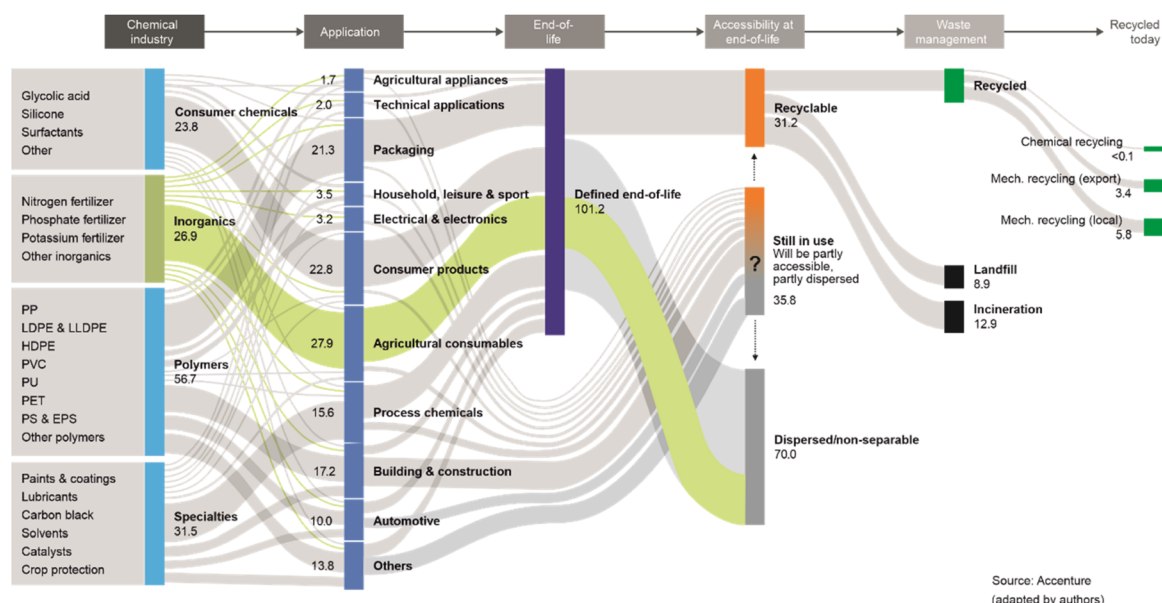 Chemical
industry
Application
End-of-
life
Accessibility at
end-of-life
Waste
management
Recycled
today
Glycolic acid
Silicone
Surfactants
Other
Consumer chemicals
23.8
Nitrogen fertilizer
Phosphate fertilizer
Potassium fertilizer
Other inorganics
Inorganics
26.9
PP
LDPE & LLDPE
HDPE
PVC
PU
PET
PS & EPS
Other polymers
Polymers
56.7
Paints & coatings
Lubricants
Carbon black
Solvents
Catalysts
Crop protection
Specialties
31.5
1.7 Agricultural appliances
2.0 Technical applications
21.3 Packaging
3.5 Household, leisure & sport
3.2 Electrical & electronics
22.8 Consumer products
27.9 Agricultural consumables
15.6 Process chemicals
17.2 Building & construction
10.0 Automotive
13.8 Others
Defined end-of-life
101.2
Recyclable
31.2
?
Still in use
Will be partly
accessible,
partly dispersed
35.8
Dispersed/non-separable
70.0
Recycled
Landfill
8.9
Incineration
12.9
Chemical recycling
<0.1
Mech. recycling (export)
3.4
Mech. recycling (local)
5.8
Source: Accenture
(adapted by authors)